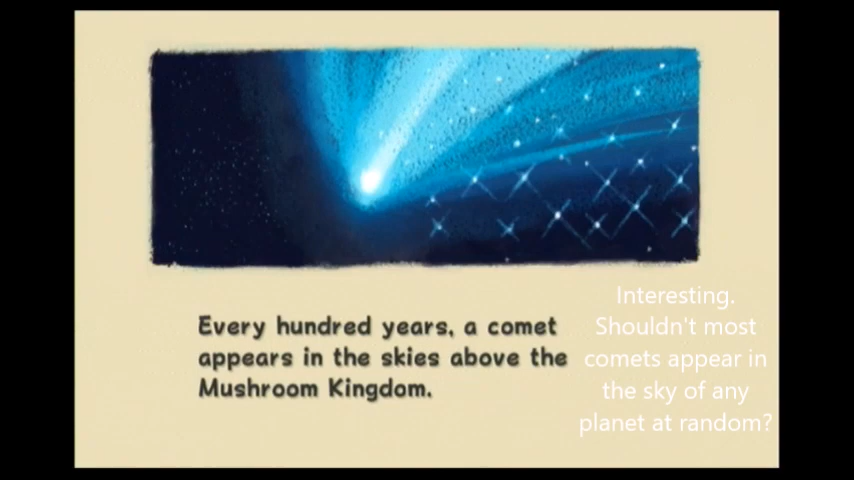 Every hundred years, a comet
appears in the skies above the
Mushroom Kingdom.
Interesting.
Shouldn't most
comets appear in
the sky of any
planet at random?